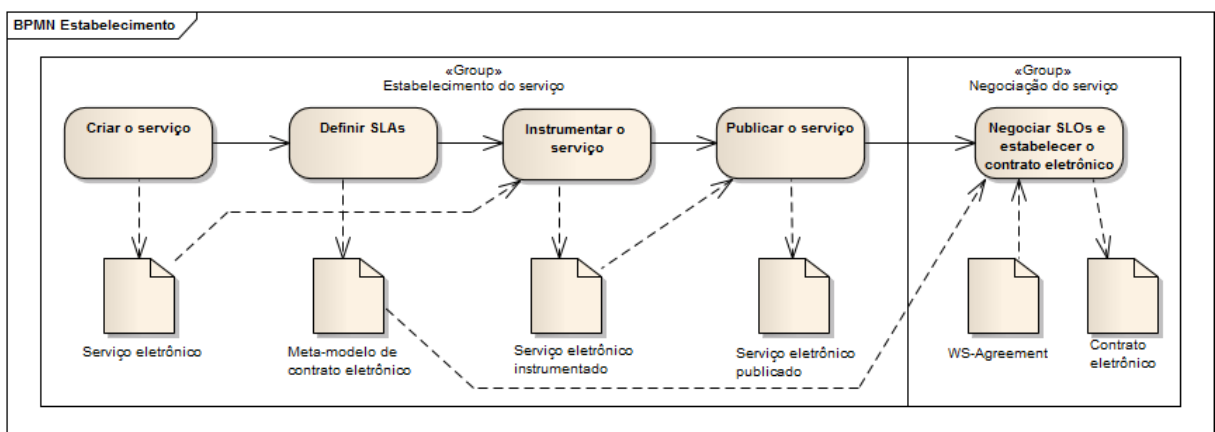 BPMN Estabelecimento
«Group»
Estabelecimento do serviço
«Group»
Negociação do serviço
Criar o serviço
Definir SLAs
Instrumentar o
serviço
Publicar o serviço
Negociar SLOs e
estabelecer o
contrato eletrônico
Serviço eletrônico
Meta-modelo de
contrato eletrônico
Serviço eletrônico
instrumentado
Serviço eletrônico
publicado
WS-Agreement
Contrato
eletrônico